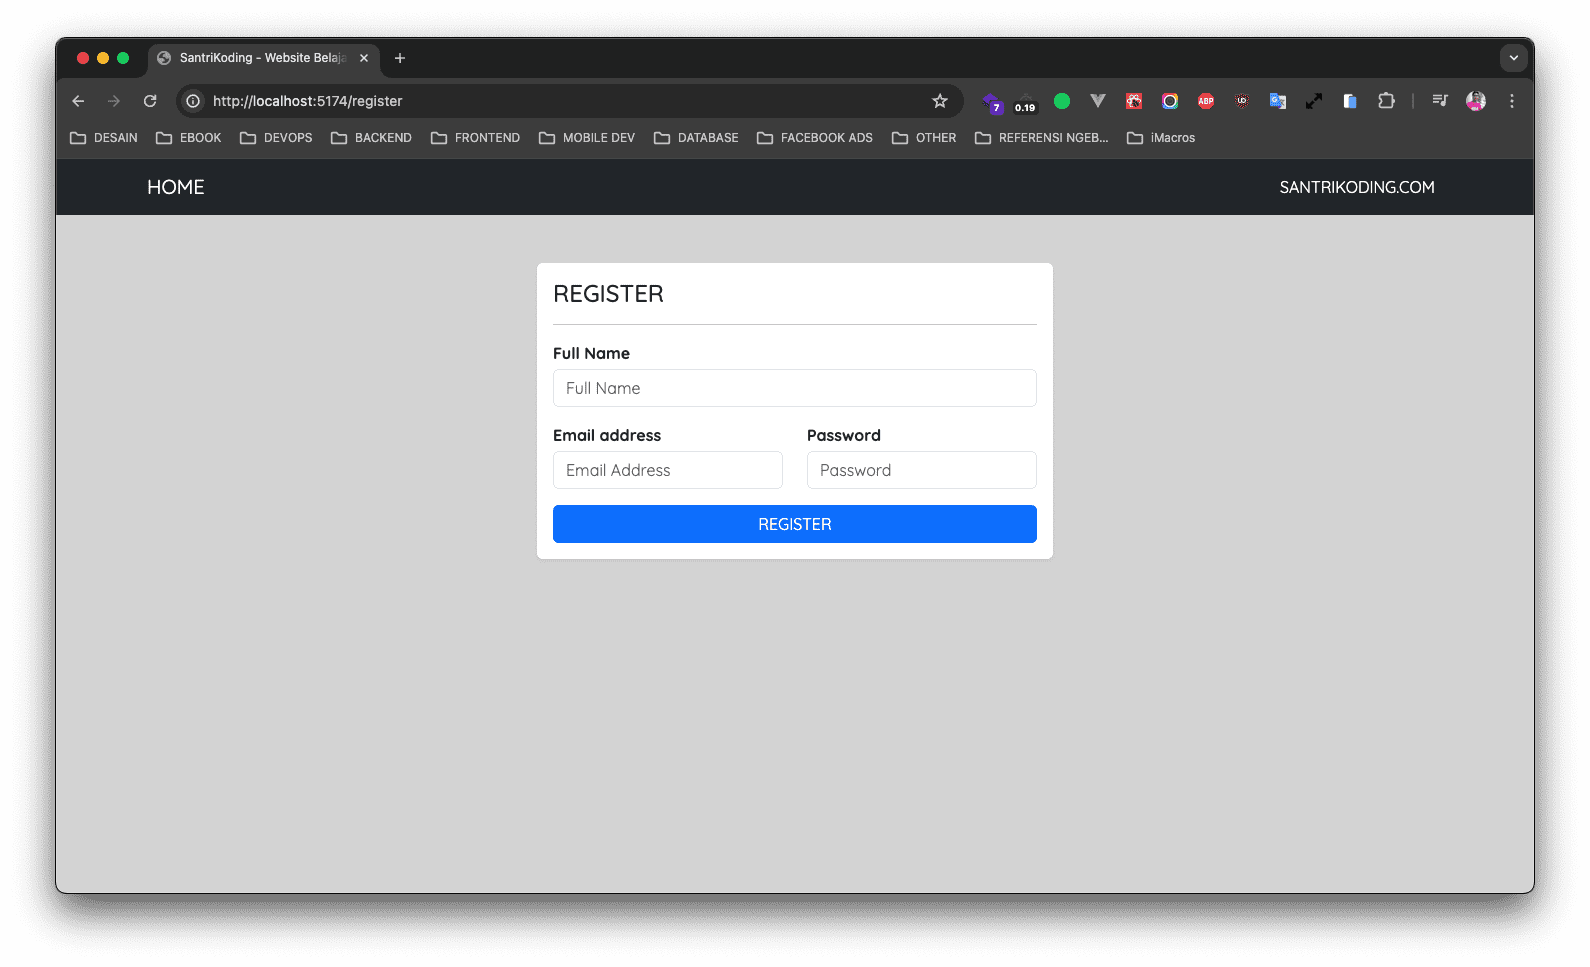 SantriKoding - Website Belaja
http://localhost:5174/register
7
0.19
ABP
DESAIN EBOOK DEVOPS BACKEND FRONTEND MOBILE DEV DATABASE FACEBOOK ADS OTHER REFERENSI NGEB... iMacros
HOME SANTRIKODING.COM
REGISTER
Full Name
Full Name
Email address Password
Email Address Password
REGISTER